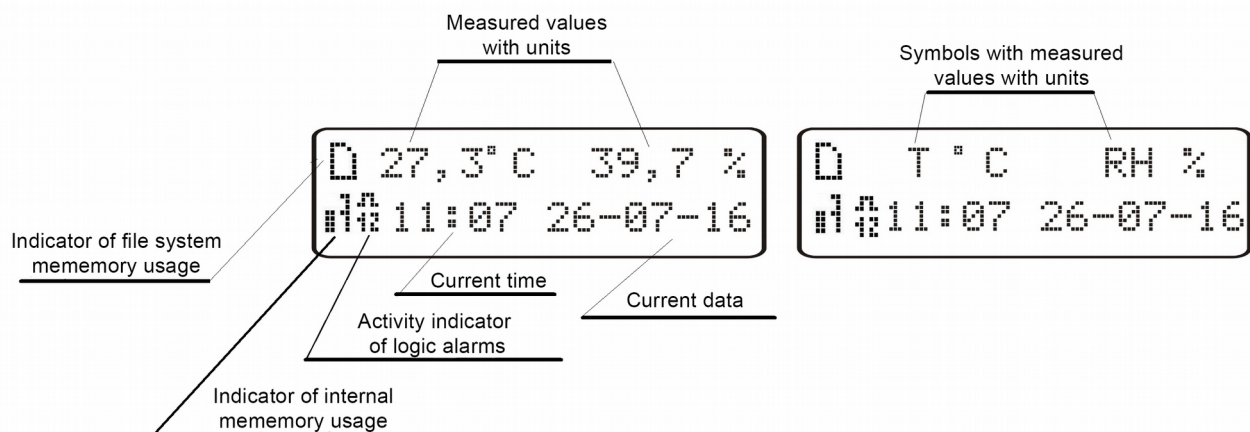 Measured values
with units
Symbols with measured
values with units
27,3°C 39,7 %
11:07 26-07-16
T °C RH %
11:07 26-07-16
Indicator of file system
mememory usage
Current time
Current data
Activity indicator
of logic alarms
Indicator of internal
mememory usage